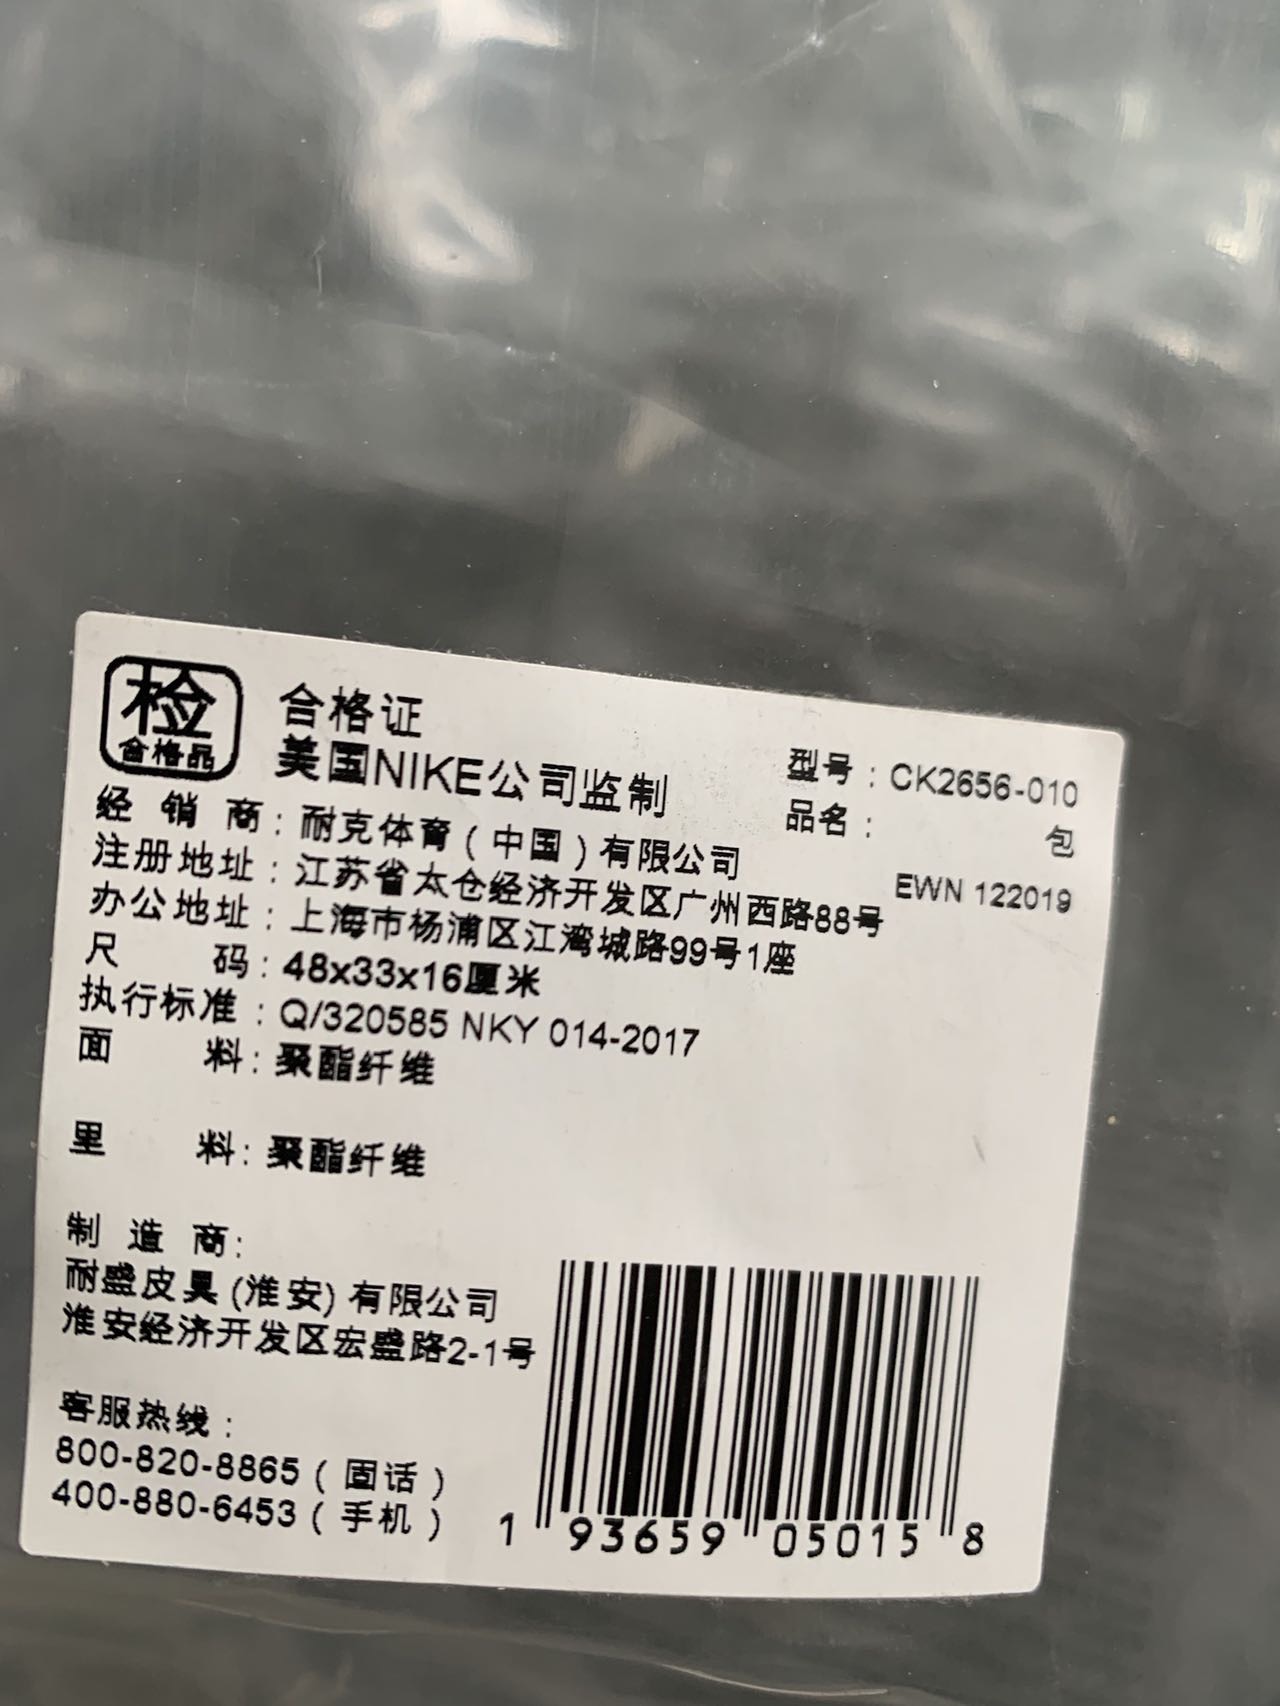 检
合格品
合格证
美国NIKE公司监制
型号：CK2656-010
品名：包
EWN 122019
经销商：耐克体育（中国）有限公司
注册地址：江苏省太仓经济开发区广州西路88号
办公地址：上海市杨浦区江湾城路99号1座
尺码：48x33x16厘米
执行标准：Q/320585 NKY 014-2017
面料：聚酯纤维
里料：聚酯纤维
制造商：
耐盛皮具(淮安)有限公司
淮安经济开发区宏盛路2-1号
客服热线：
800-820-8865（固话）
400-880-6453（手机）
1 93659 05015 8